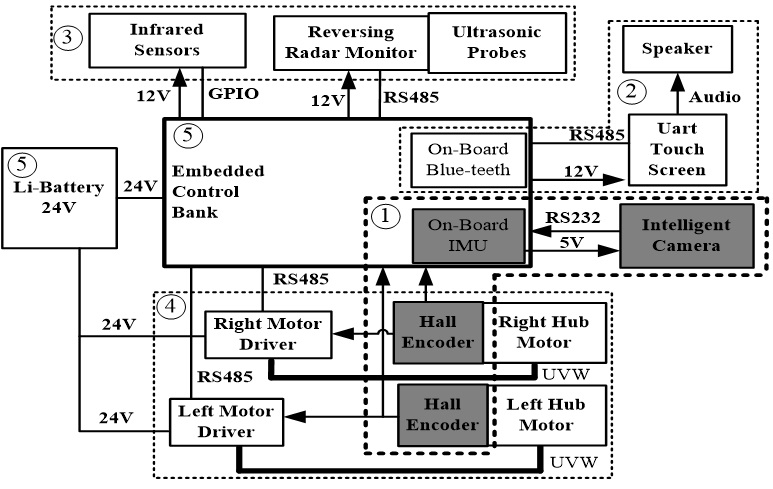 3
Infrared
Sensors
Reversing
Radar Monitor
Ultrasonic
Probes
Speaker
2
12V
GPIO
12V
RS485
Audio
5
Embedded
Control
Bank
On-Board
Blue-teeth
RS485
12V
Uart
Touch
Screen
5
Li-Battery
24V
24V
1
On-Board
IMU
RS232
5V
Intelligent
Camera
RS485
4
24V
Right Motor
Driver
Hall
Encoder
Right Hub
Motor
UVW
RS485
24V
Left Motor
Driver
Hall
Encoder
Left Hub
Motor
UVW